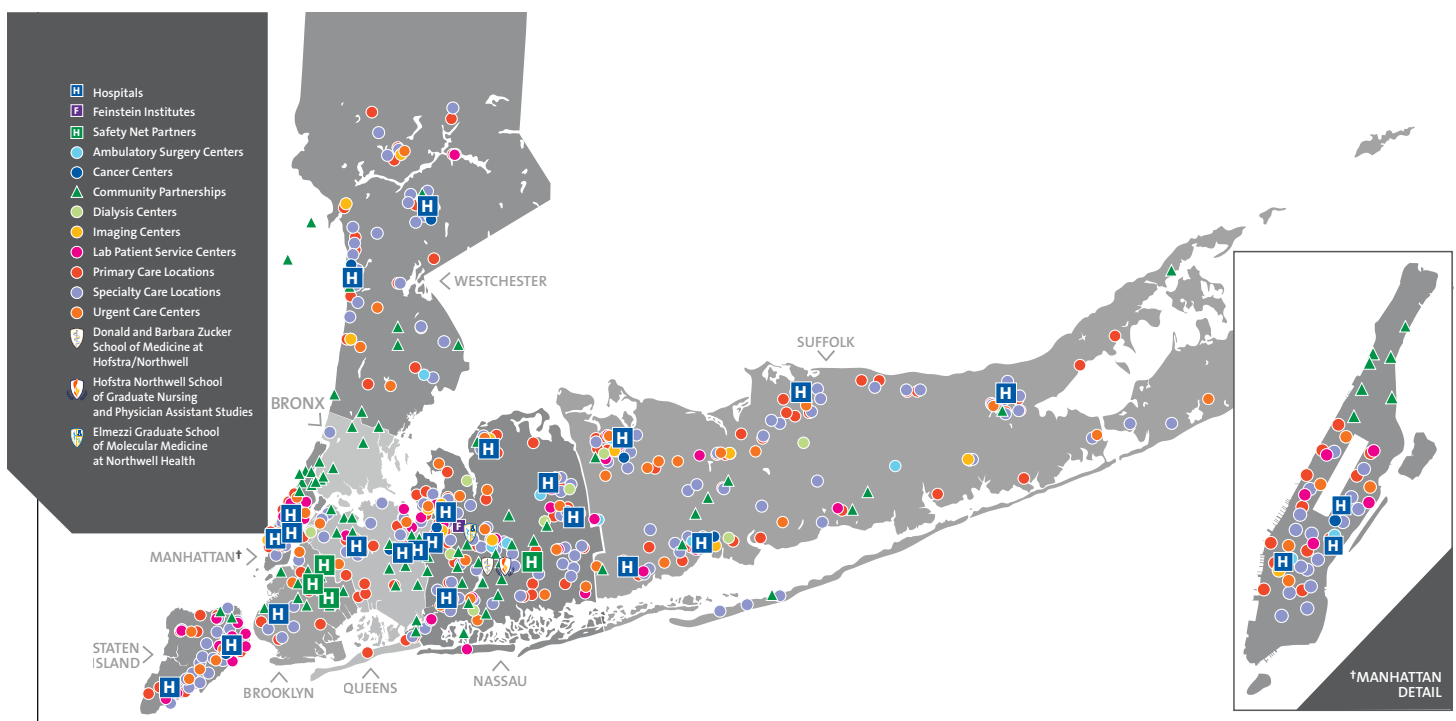 Hospitals
F Feinstein Institutes
H Safety Net Partners
Ambulatory Surgery Centers
Cancer Centers
Community Partnerships
Dialysis Centers
Imaging Centers
Lab Patient Service Centers
Primary Care Locations
Specialty Care Locations
Urgent Care Centers
Donald and Barbara Zucker
School of Medicine at
Hofstra/Northwell
Hofstra Northwell School
of Graduate Nursing
and Physician Assistant Studies
Elmezzi Graduate School
of Molecular Medicine
at Northwell Health
WESTCHESTER
SUFFOLK
BRONX
MANHATTAN†
STATEN
ISLAND
BROOKLYN
QUEENS
NASSAU
†MANHATTAN
DETAIL